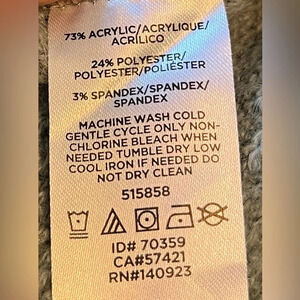 73% ACRYLIC/ACRYLIQUE/
ACRÍLICO
24% POLYESTER/
POLYESTER/POLIÉSTER
3% SPANDEX/SPANDEX/
SPANDEX
MACHINE WASH COLD
GENTLE CYCLE ONLY NON-
CHLORINE BLEACH WHEN
NEEDED TUMBLE DRY LOW
COOL IRON IF NEEDED DO
NOT DRY CLEAN
515858
ID# 70359
CA#57421
RN#140923